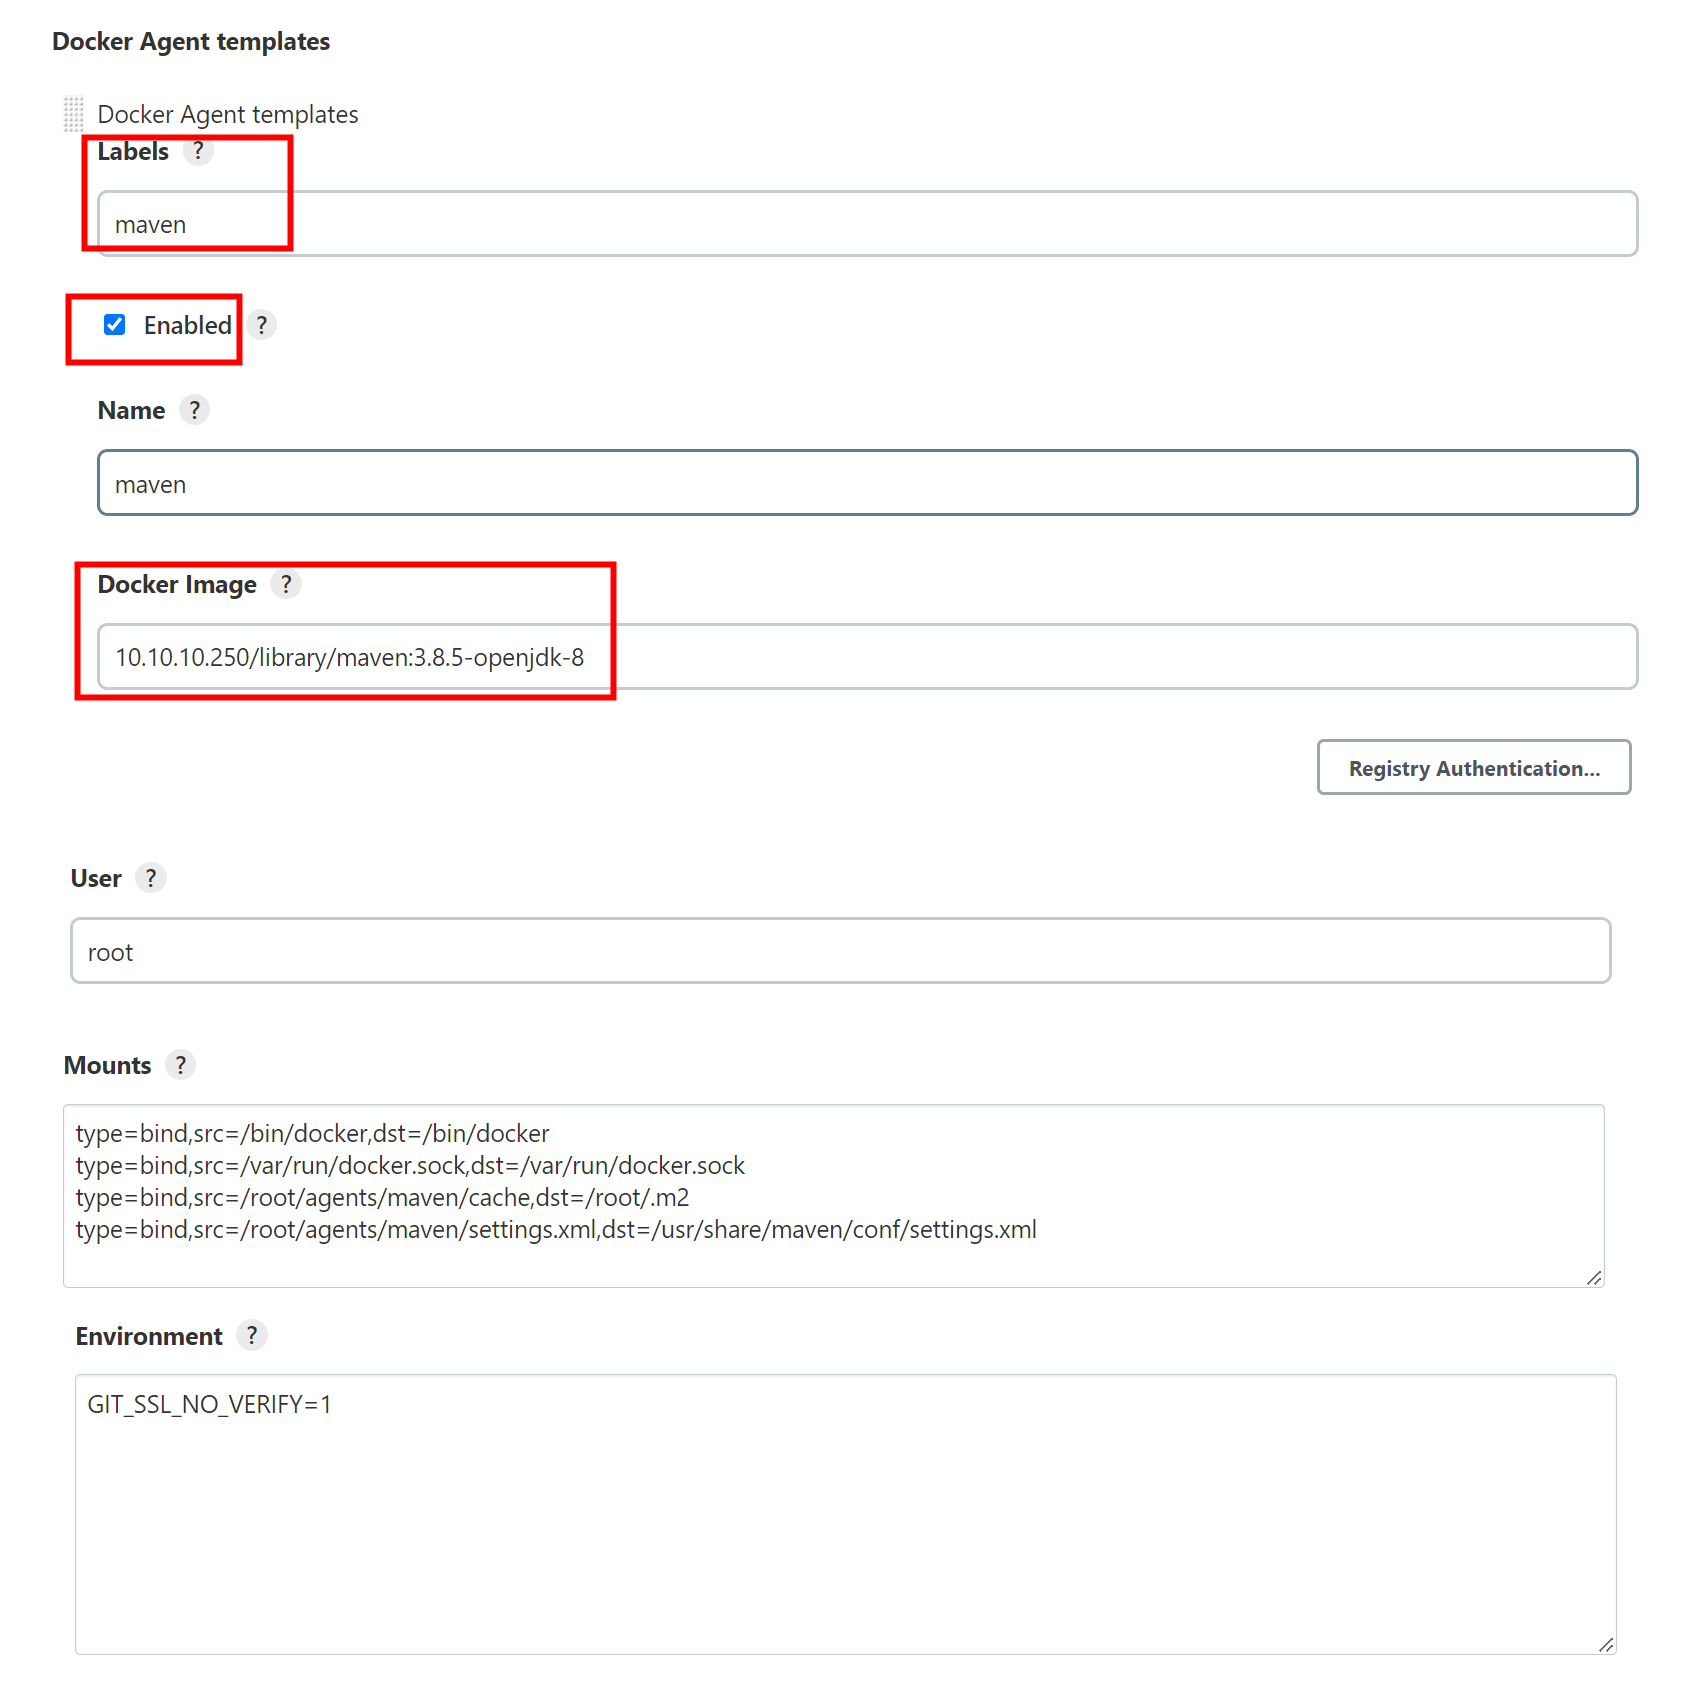 Docker Agent templates
Docker Agent templates
Labels ?
maven
Enabled ?
Name ?
maven
Docker Image ?
10.10.10.250/library/maven:3.8.5-openjdk-8
Registry Authentication...
User ?
root
Mounts ?
type=bind,src=/bin/docker,dst=/bin/docker
type=bind,src=/var/run/docker.sock,dst=/var/run/docker.sock
type=bind,src=/root/agents/maven/cache,dst=/root/.m2
type=bind,src=/root/agents/maven/settings.xml,dst=/usr/share/maven/conf/settings.xml
Environment ?
GIT_SSL_NO_VERIFY=1